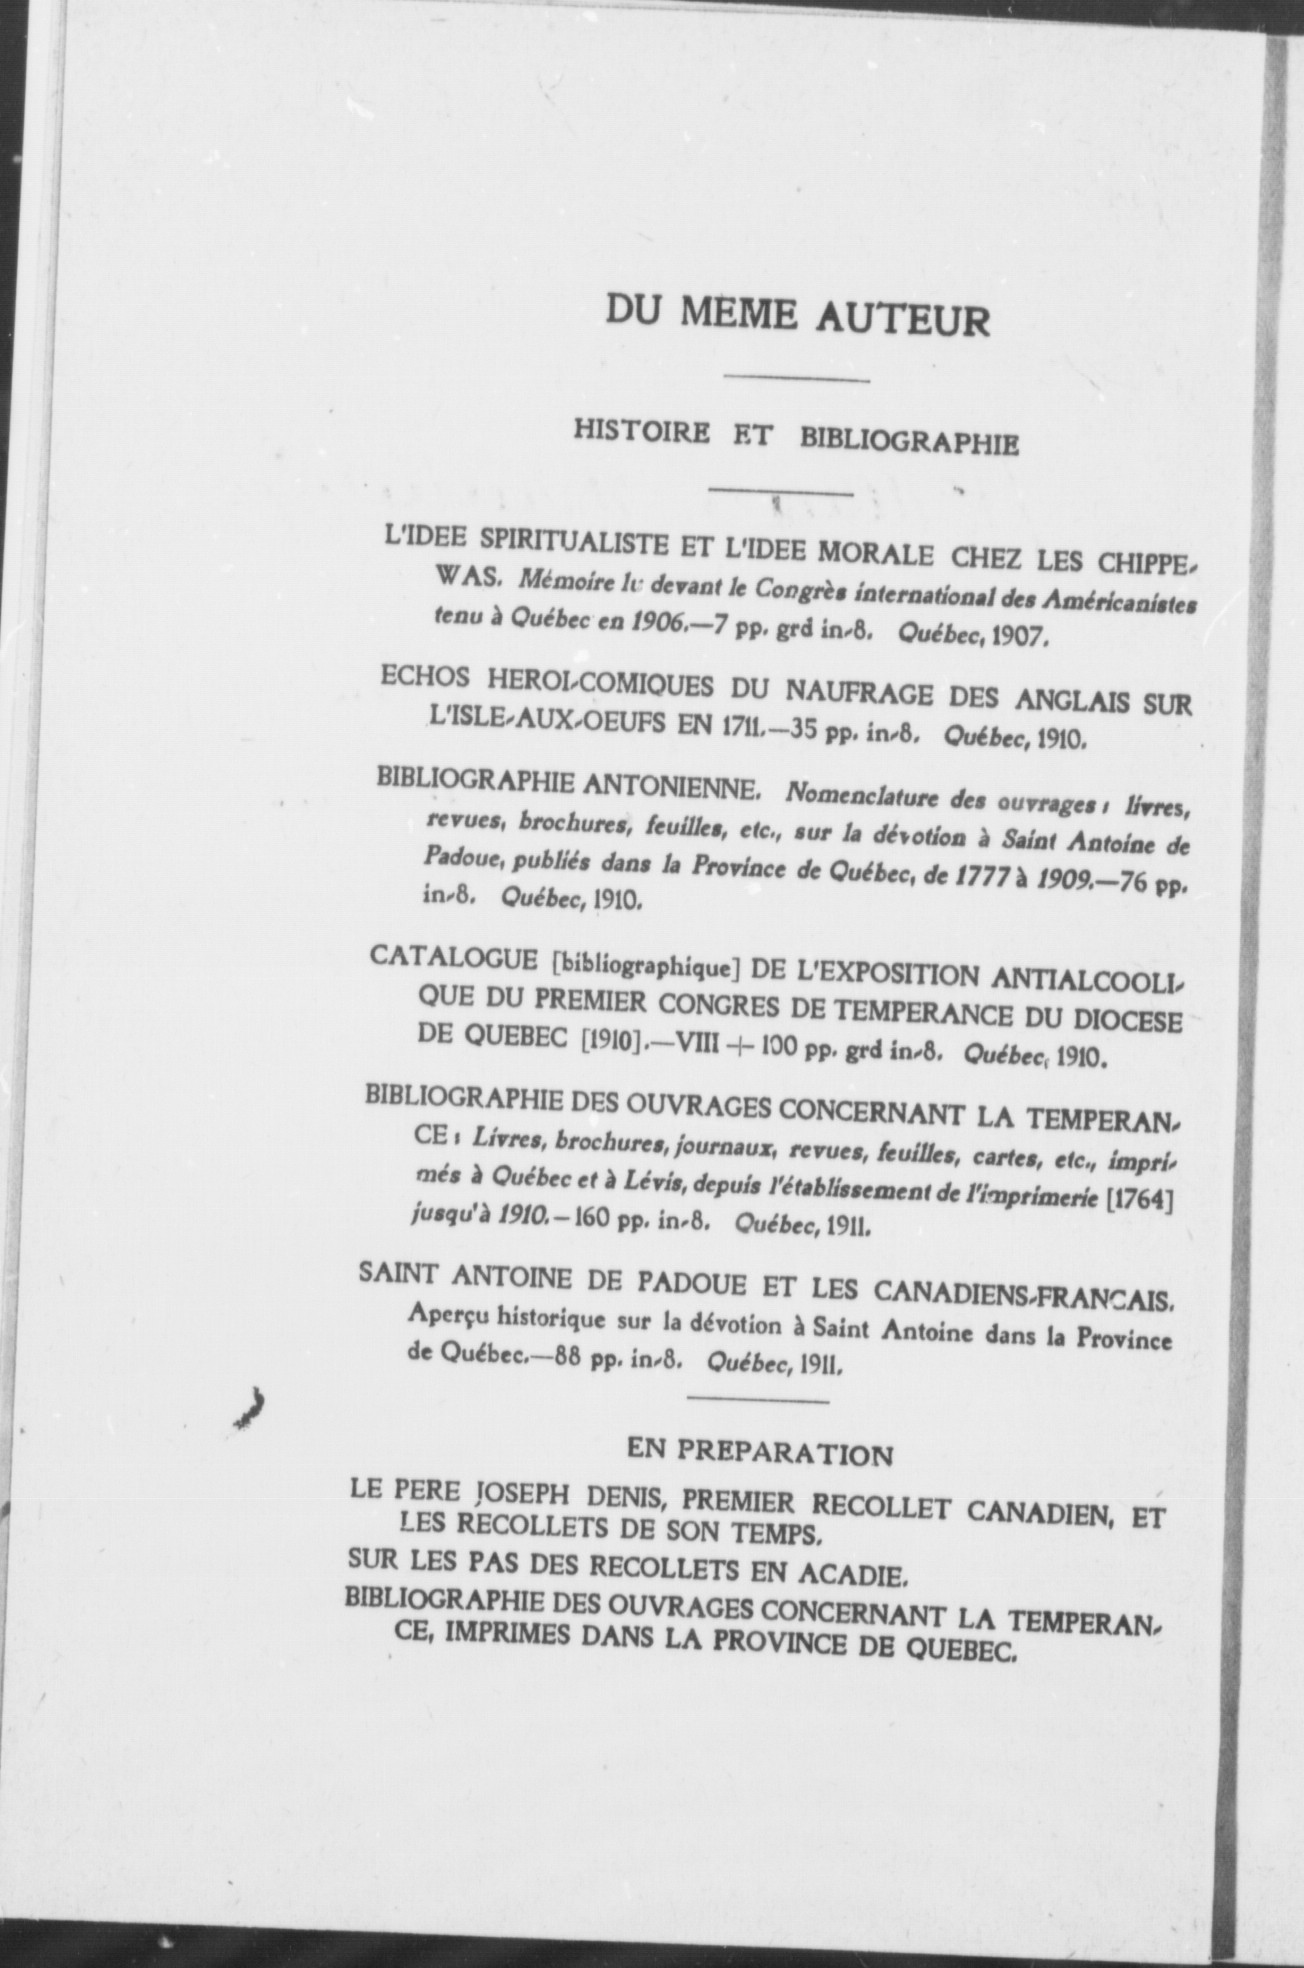 DU MEME AUTEUR
HISTOIRE ET BIBLIOGRAPHIE
L'IDEE SPIRITUALISTE ET L'IDEE MORALE CHEZ LES CHIPPE-
WAS. Mémoire lu devant le Congrès international des Américanistes
tenu à Québec en 1906.—7 pp. grd in-8. Québec, 1907.
ECHOS HEROI-COMIQUES DU NAUFRAGE DES ANGLAIS SUR
L'ISLE-AUX-OEUFS EN 1711.—35 pp. in-8. Québec, 1910.
BIBLIOGRAPHIE ANTONIENNE. Nomenclature des ouvrages : livres,
revues, brochures, feuilles, etc., sur la dévotion à Saint Antoine de
Padoue, publiés dans la Province de Québec, de 1777 à 1909.—76 pp.
in-8. Québec, 1910.
CATALOGUE [bibliographique] DE L'EXPOSITION ANTIALCOOLI-
QUE DU PREMIER CONGRES DE TEMPERANCE DU DIOCESE
DE QUEBEC [1910].—VIII + 100 pp. grd in-8. Québec, 1910.
BIBLIOGRAPHIE DES OUVRAGES CONCERNANT LA TEMPERAN-
CE : Livres, brochures, journaux, revues, feuilles, cartes, etc., impri-
més à Québec et à Lévis, depuis l'établissement de l'imprimerie [1764]
jusqu'à 1910.—160 pp. in-8. Québec, 1911.
SAINT ANTOINE DE PADOUE ET LES CANADIENS-FRANCAIS.
Aperçu historique sur la dévotion à Saint Antoine dans la Province
de Québec.—88 pp. in-8. Québec, 1911.
EN PREPARATION
LE PERE JOSEPH DENIS, PREMIER RECOLLET CANADIEN, ET
LES RECOLLETS DE SON TEMPS.
SUR LES PAS DES RECOLLETS EN ACADIE.
BIBLIOGRAPHIE DES OUVRAGES CONCERNANT LA TEMPERAN-
CE, IMPRIMES DANS LA PROVINCE DE QUEBEC.